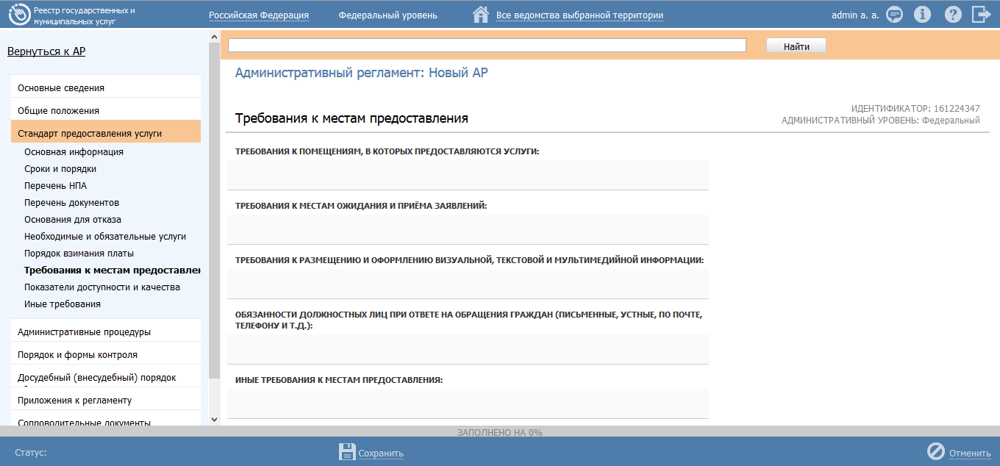 Реестр государственных и
муниципальных услуг
Российская Федерация
Федеральный уровень
Все ведомства выбранной территории
admin a. a.
Вернуться к АР
Найти
Основные сведения
Общие положения
Стандарт предоставления услуги
Основная информация
Сроки и порядки
Перечень НПА
Перечень документов
Основания для отказа
Необходимые и обязательные услуги
Порядок взимания платы
Требования к местам предоставлен
Показатели доступности и качества
Иные требования
Административные процедуры
Порядок и формы контроля
Досудебный (внесудебный) порядок
Приложения к регламенту
Сопроводительные документы
Административный регламент: Новый АР
Требования к местам предоставления
ИДЕНТИФИКАТОР: 161224347
АДМИНИСТРАТИВНЫЙ УРОВЕНЬ: Федеральный
ТРЕБОВАНИЯ К ПОМЕЩЕНИЯМ, В КОТОРЫХ ПРЕДОСТАВЛЯЮТСЯ УСЛУГИ:
ТРЕБОВАНИЯ К МЕСТАМ ОЖИДАНИЯ И ПРИЁМА ЗАЯВЛЕНИЙ:
ТРЕБОВАНИЯ К РАЗМЕЩЕНИЮ И ОФОРМЛЕНИЮ ВИЗУАЛЬНОЙ, ТЕКСТОВОЙ И МУЛЬТИМЕДИЙНОЙ ИНФОРМАЦИИ:
ОБЯЗАННОСТИ ДОЛЖНОСТНЫХ ЛИЦ ПРИ ОТВЕТЕ НА ОБРАЩЕНИЯ ГРАЖДАН (ПИСЬМЕННЫЕ, УСТНЫЕ, ПО ПОЧТЕ,
ТЕЛЕФОНУ И Т.Д.):
ИНЫЕ ТРЕБОВАНИЯ К МЕСТАМ ПРЕДОСТАВЛЕНИЯ:
ЗАПОЛНЕНО НА 0%
Статус:
Сохранить
Отменить